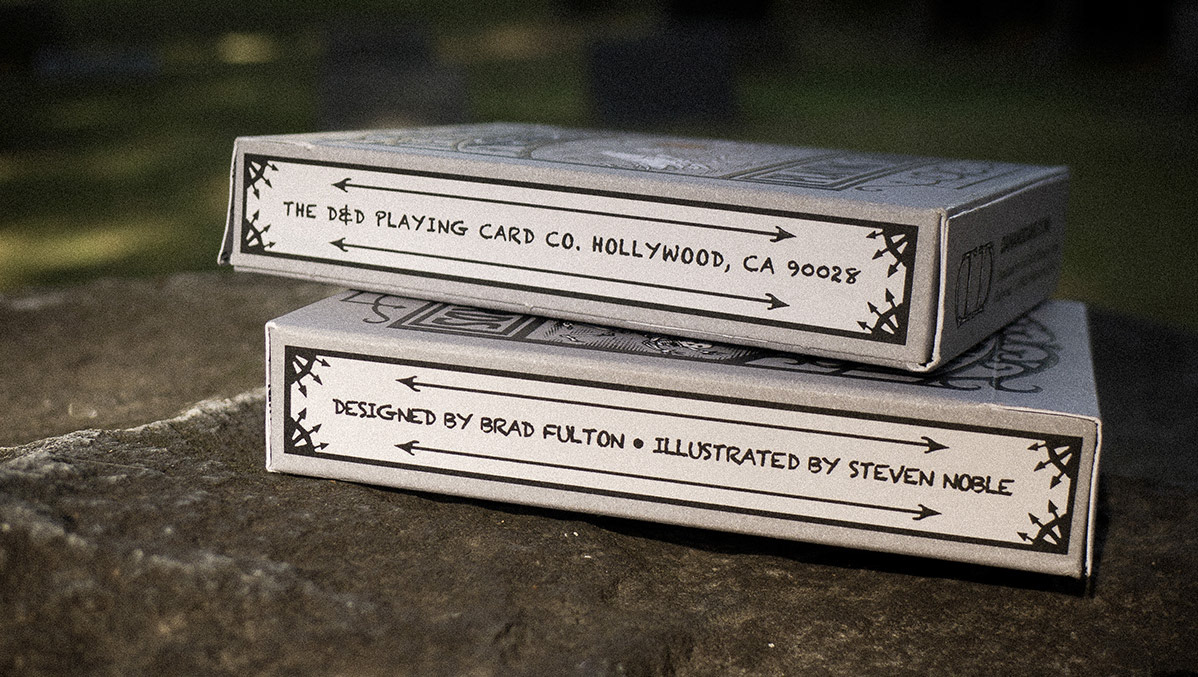 THE D&D PLAYING CARD CO. HOLLYWOOD, CA 90028
DESIGNED BY BRAD FULTON • ILLUSTRATED BY STEVEN NOBLE